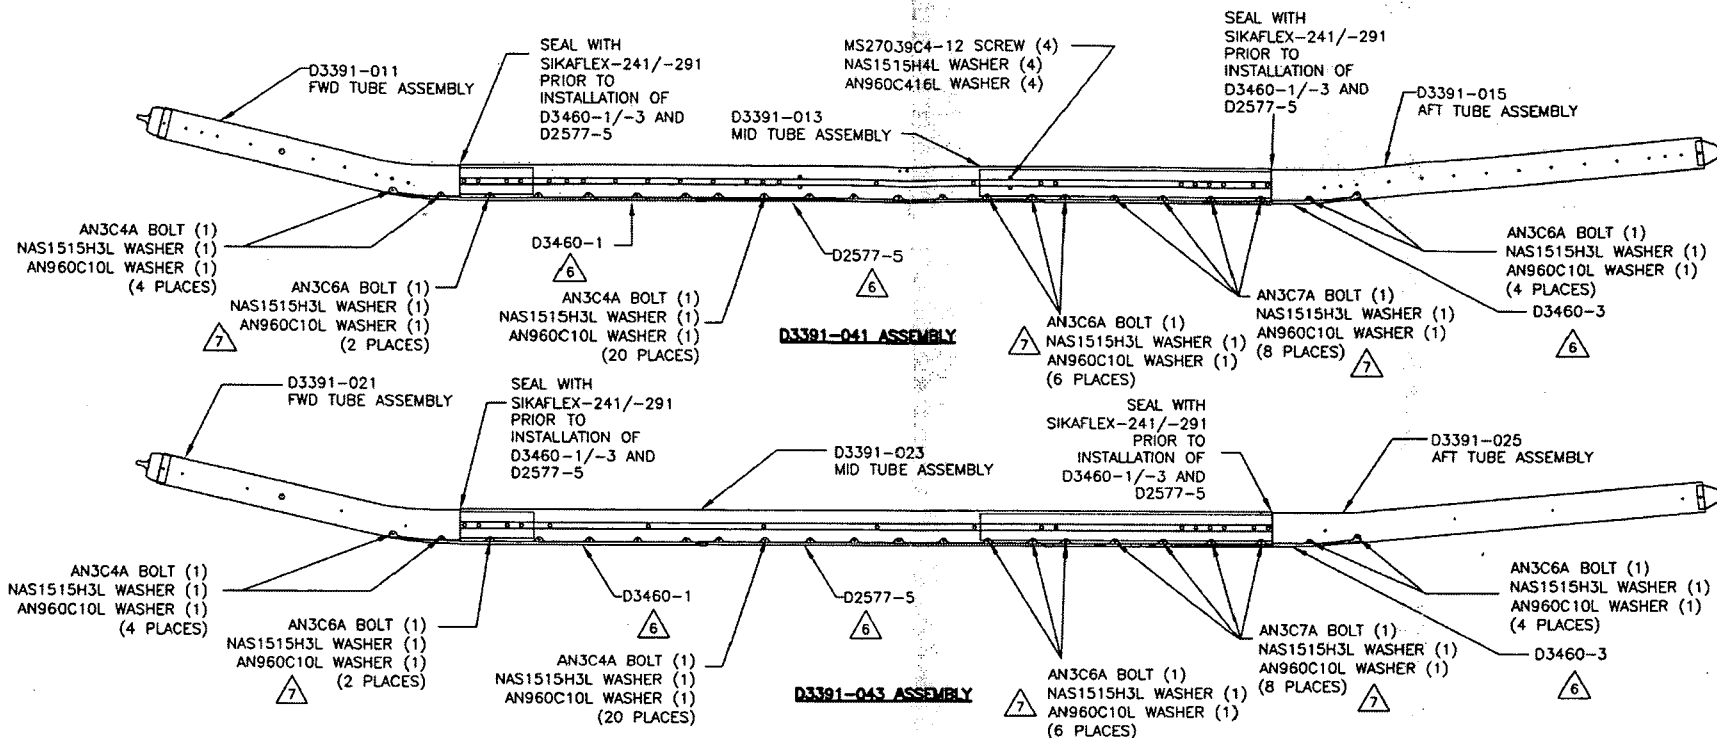 D3391-011
FWD TUBE ASSEMBLY
SEAL WITH
SIKAFLEX-241/-291
PRIOR TO
INSTALLATION OF
D3460-1/-3 AND
D2577-5
D3391-013
MID TUBE ASSEMBLY
MS27039C4-12 SCREW (4)
NAS1515H4L WASHER (4)
AN960C416L WASHER (4)
SEAL WITH
SIKAFLEX-241/-291
PRIOR TO
INSTALLATION OF
D3460-1/-3 AND
D2577-5
D3391-015
AFT TUBE ASSEMBLY
AN3C4A BOLT (1)
NAS1515H3L WASHER (1)
AN960C10L WASHER (1)
(4 PLACES)
AN3C6A BOLT (1)
NAS1515H3L WASHER (1)
AN960C10L WASHER (1)
(2 PLACES)
7
D3460-1
6
AN3C4A BOLT (1)
NAS1515H3L WASHER (1)
AN960C10L WASHER (1)
(20 PLACES)
D2577-5
6
D3391-041 ASSEMBLY
7
AN3C6A BOLT (1)
NAS1515H3L WASHER (1)
AN960C10L WASHER (1)
(6 PLACES)
AN3C7A BOLT (1)
NAS1515H3L WASHER (1)
AN960C10L WASHER (1)
(8 PLACES)
7
AN3C6A BOLT (1)
NAS1515H3L WASHER (1)
AN960C10L WASHER (1)
(4 PLACES)
D3460-3
6
D3391-021
FWD TUBE ASSEMBLY
SEAL WITH
SIKAFLEX-241/-291
PRIOR TO
INSTALLATION OF
D3460-1/-3 AND
D2577-5
D3391-023
MID TUBE ASSEMBLY
SEAL WITH
SIKAFLEX-241/-291
PRIOR TO
INSTALLATION OF
D3460-1/-3 AND
D2577-5
D3391-025
AFT TUBE ASSEMBLY
AN3C4A BOLT (1)
NAS1515H3L WASHER (1)
AN960C10L WASHER (1)
(4 PLACES)
AN3C6A BOLT (1)
NAS1515H3L WASHER (1)
AN960C10L WASHER (1)
(2 PLACES)
7
D3460-1
6
AN3C4A BOLT (1)
NAS1515H3L WASHER (1)
AN960C10L WASHER (1)
(20 PLACES)
D2577-5
6
D3391-043 ASSEMBLY
7
AN3C6A BOLT (1)
NAS1515H3L WASHER (1)
AN960C10L WASHER (1)
(6 PLACES)
AN3C7A BOLT (1)
NAS1515H3L WASHER (1)
AN960C10L WASHER (1)
(8 PLACES)
7
AN3C6A BOLT (1)
NAS1515H3L WASHER (1)
AN960C10L WASHER (1)
(4 PLACES)
D3460-3
6